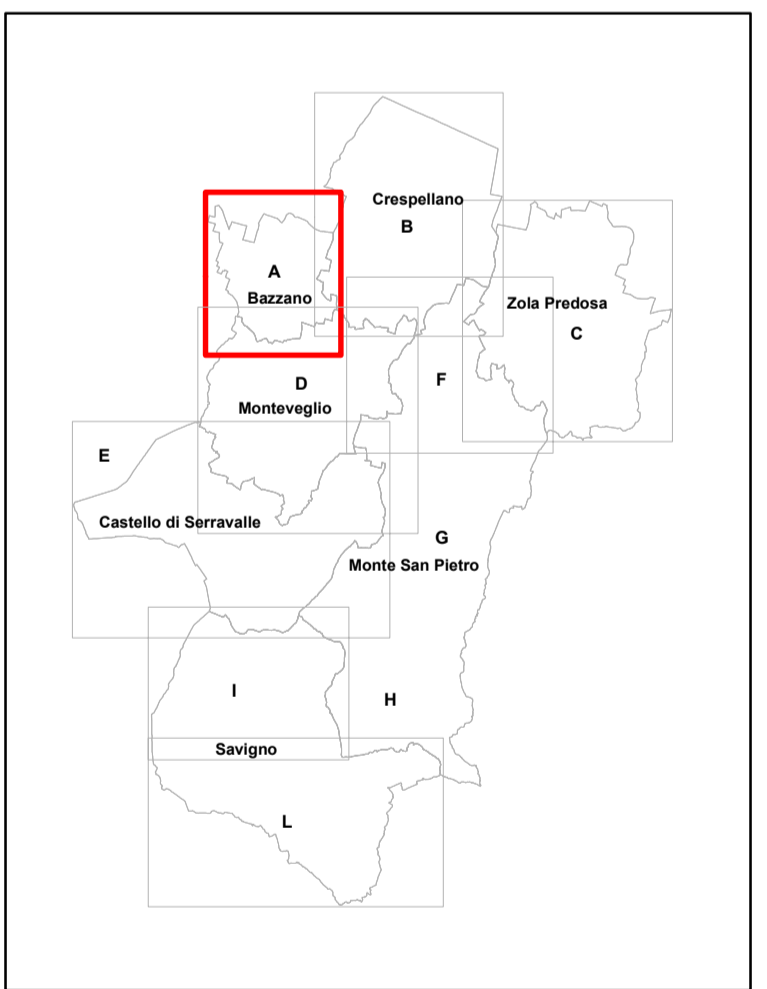 Crespellano
B
A
Bazzano
Zola Predosa
C
D
Monteveglio
F
E
Castello di Serravalle
G
Monte San Pietro
I
H
Savigno
L